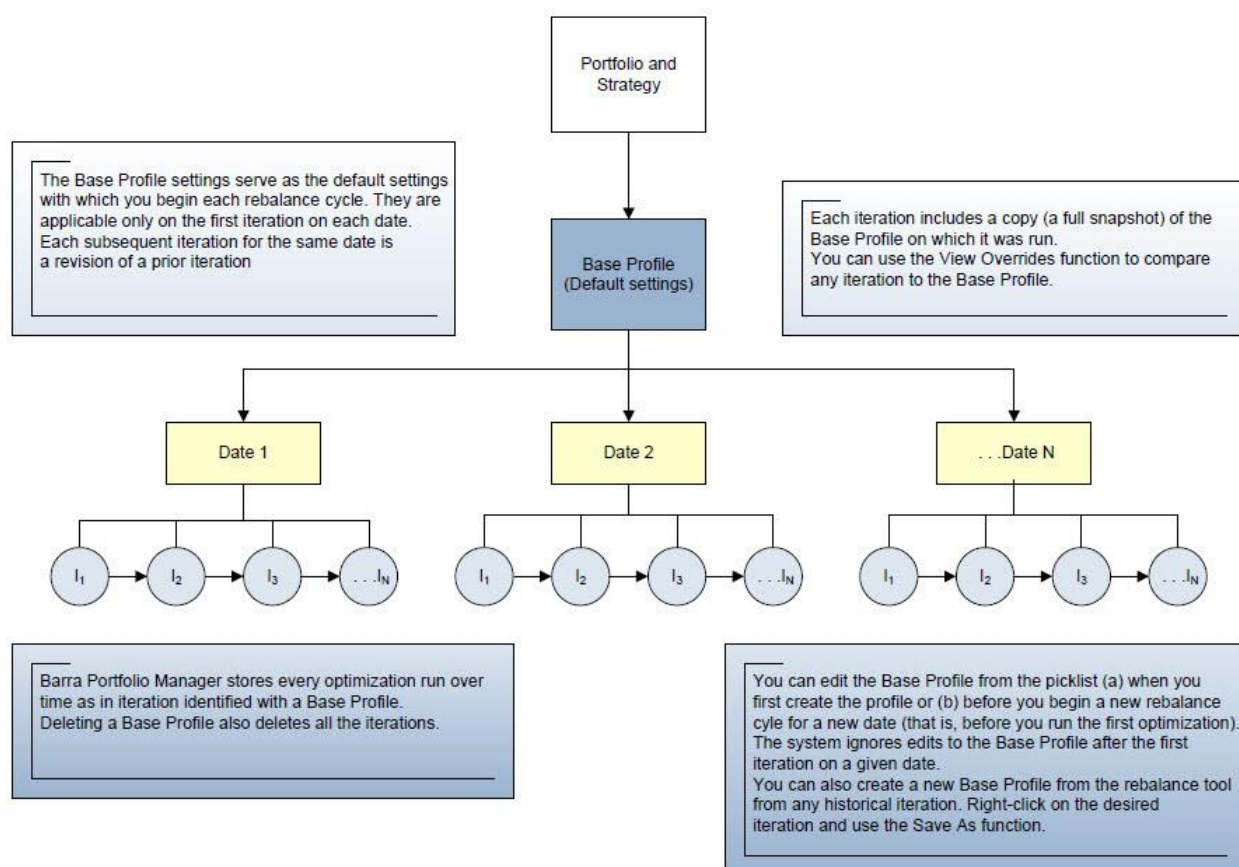 Portfolio and
Strategy
The Base Profile settings serve as the default settings
with which you begin each rebalance cycle. They are
applicable only on the first iteration on each date.
Each subsequent iteration for the same date is
a revision of a prior iteration
Base Profile
(Default settings)
Each iteration includes a copy (a full snapshot) of the
Base Profile on which it was run.
You can use the View Overrides function to compare
any iteration to the Base Profile.
Date 1
Date 2
. . .Date N
I₁
I₂
I₃
. . .I_N
I₁
I₂
I₃
. . .I_N
I₁
I₂
I₃
. . .I_N
Barra Portfolio Manager stores every optimization run over
time as in iteration identified with a Base Profile.
Deleting a Base Profile also deletes all the iterations.
You can edit the Base Profile from the picklist (a) when you
first create the profile or (b) before you begin a new rebalance
cyle for a new date (that is, before you run the first optimization).
The system ignores edits to the Base Profile after the first
iteration on a given date.
You can also create a new Base Profile from the rebalance tool
from any historical iteration. Right-click on the desired
iteration and use the Save As function.